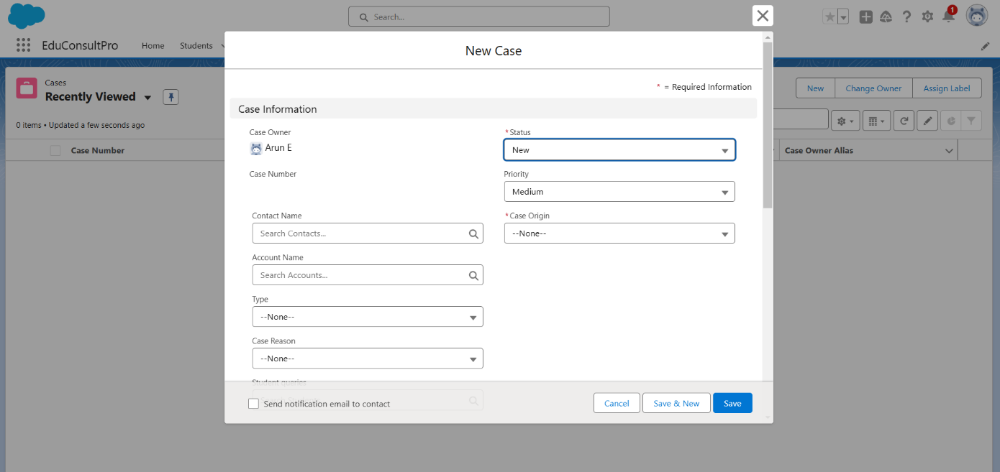 Search...
1
EduConsultPro
Home
Students
New Case
* = Required Information
Cases
Recently Viewed
New
Change Owner
Assign Label
0 items • Updated a few seconds ago
Case Information
Case Number
Case Owner Alias
Case Owner
Arun E
*Status
New
Case Number
Priority
Medium
Contact Name
Search Contacts...
*Case Origin
--None--
Account Name
Search Accounts...
Type
--None--
Case Reason
--None--
Student queries
Send notification email to contact
Cancel
Save & New
Save